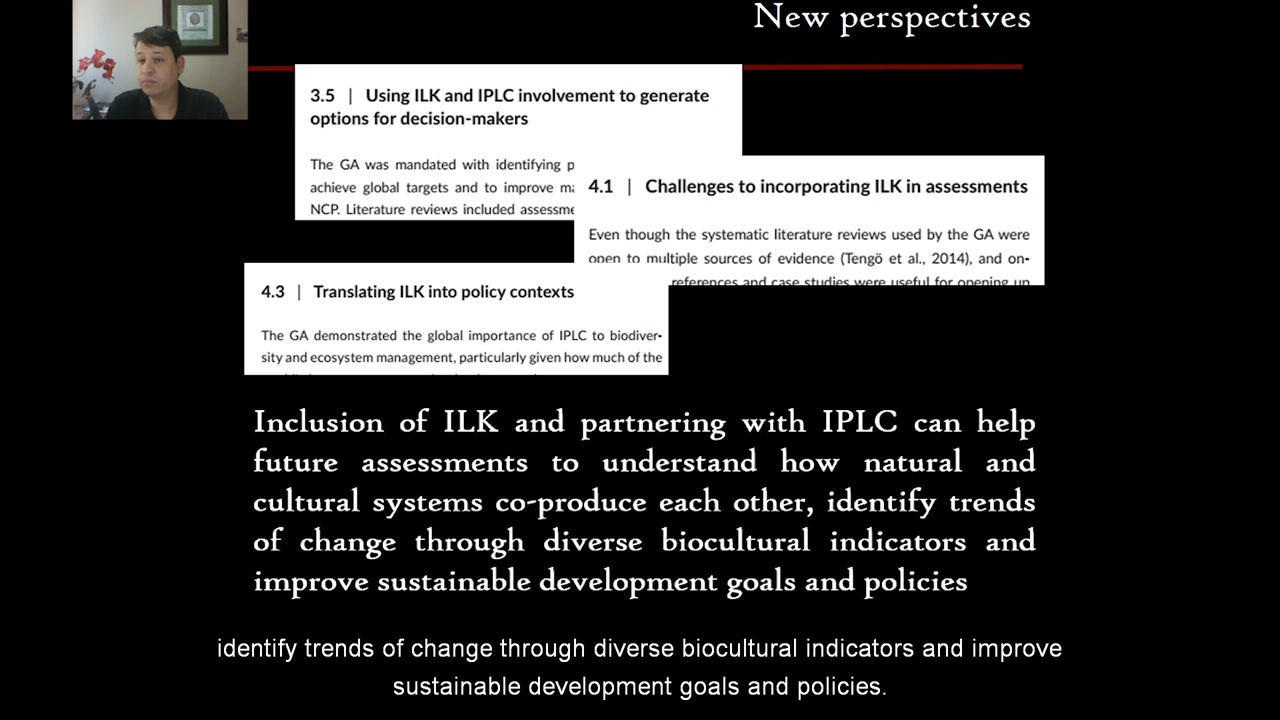 New perspectives
3.5 | Using ILK and IPLC involvement to generate
options for decision-makers
The GA was mandated with identifying
achieve global targets and to improve
NCP. Literature reviews included
4.1 | Challenges to incorporating ILK in assessments
Even though the systematic literature reviews used by the GA were
open to multiple sources of evidence (Tengö et al., 2014), and on-
references and case studies were useful for opening up
4.3 | Translating ILK into policy contexts
The GA demonstrated the global importance of IPLC to biodiver-
sity and ecosystem management, particularly given how much of the
Inclusion of ILK and partnering with IPLC can help
future assessments to understand how natural and
cultural systems co-produce each other, identify trends
of change through diverse biocultural indicators and
improve sustainable development goals and policies
identify trends of change through diverse biocultural indicators and improve
sustainable development goals and policies.